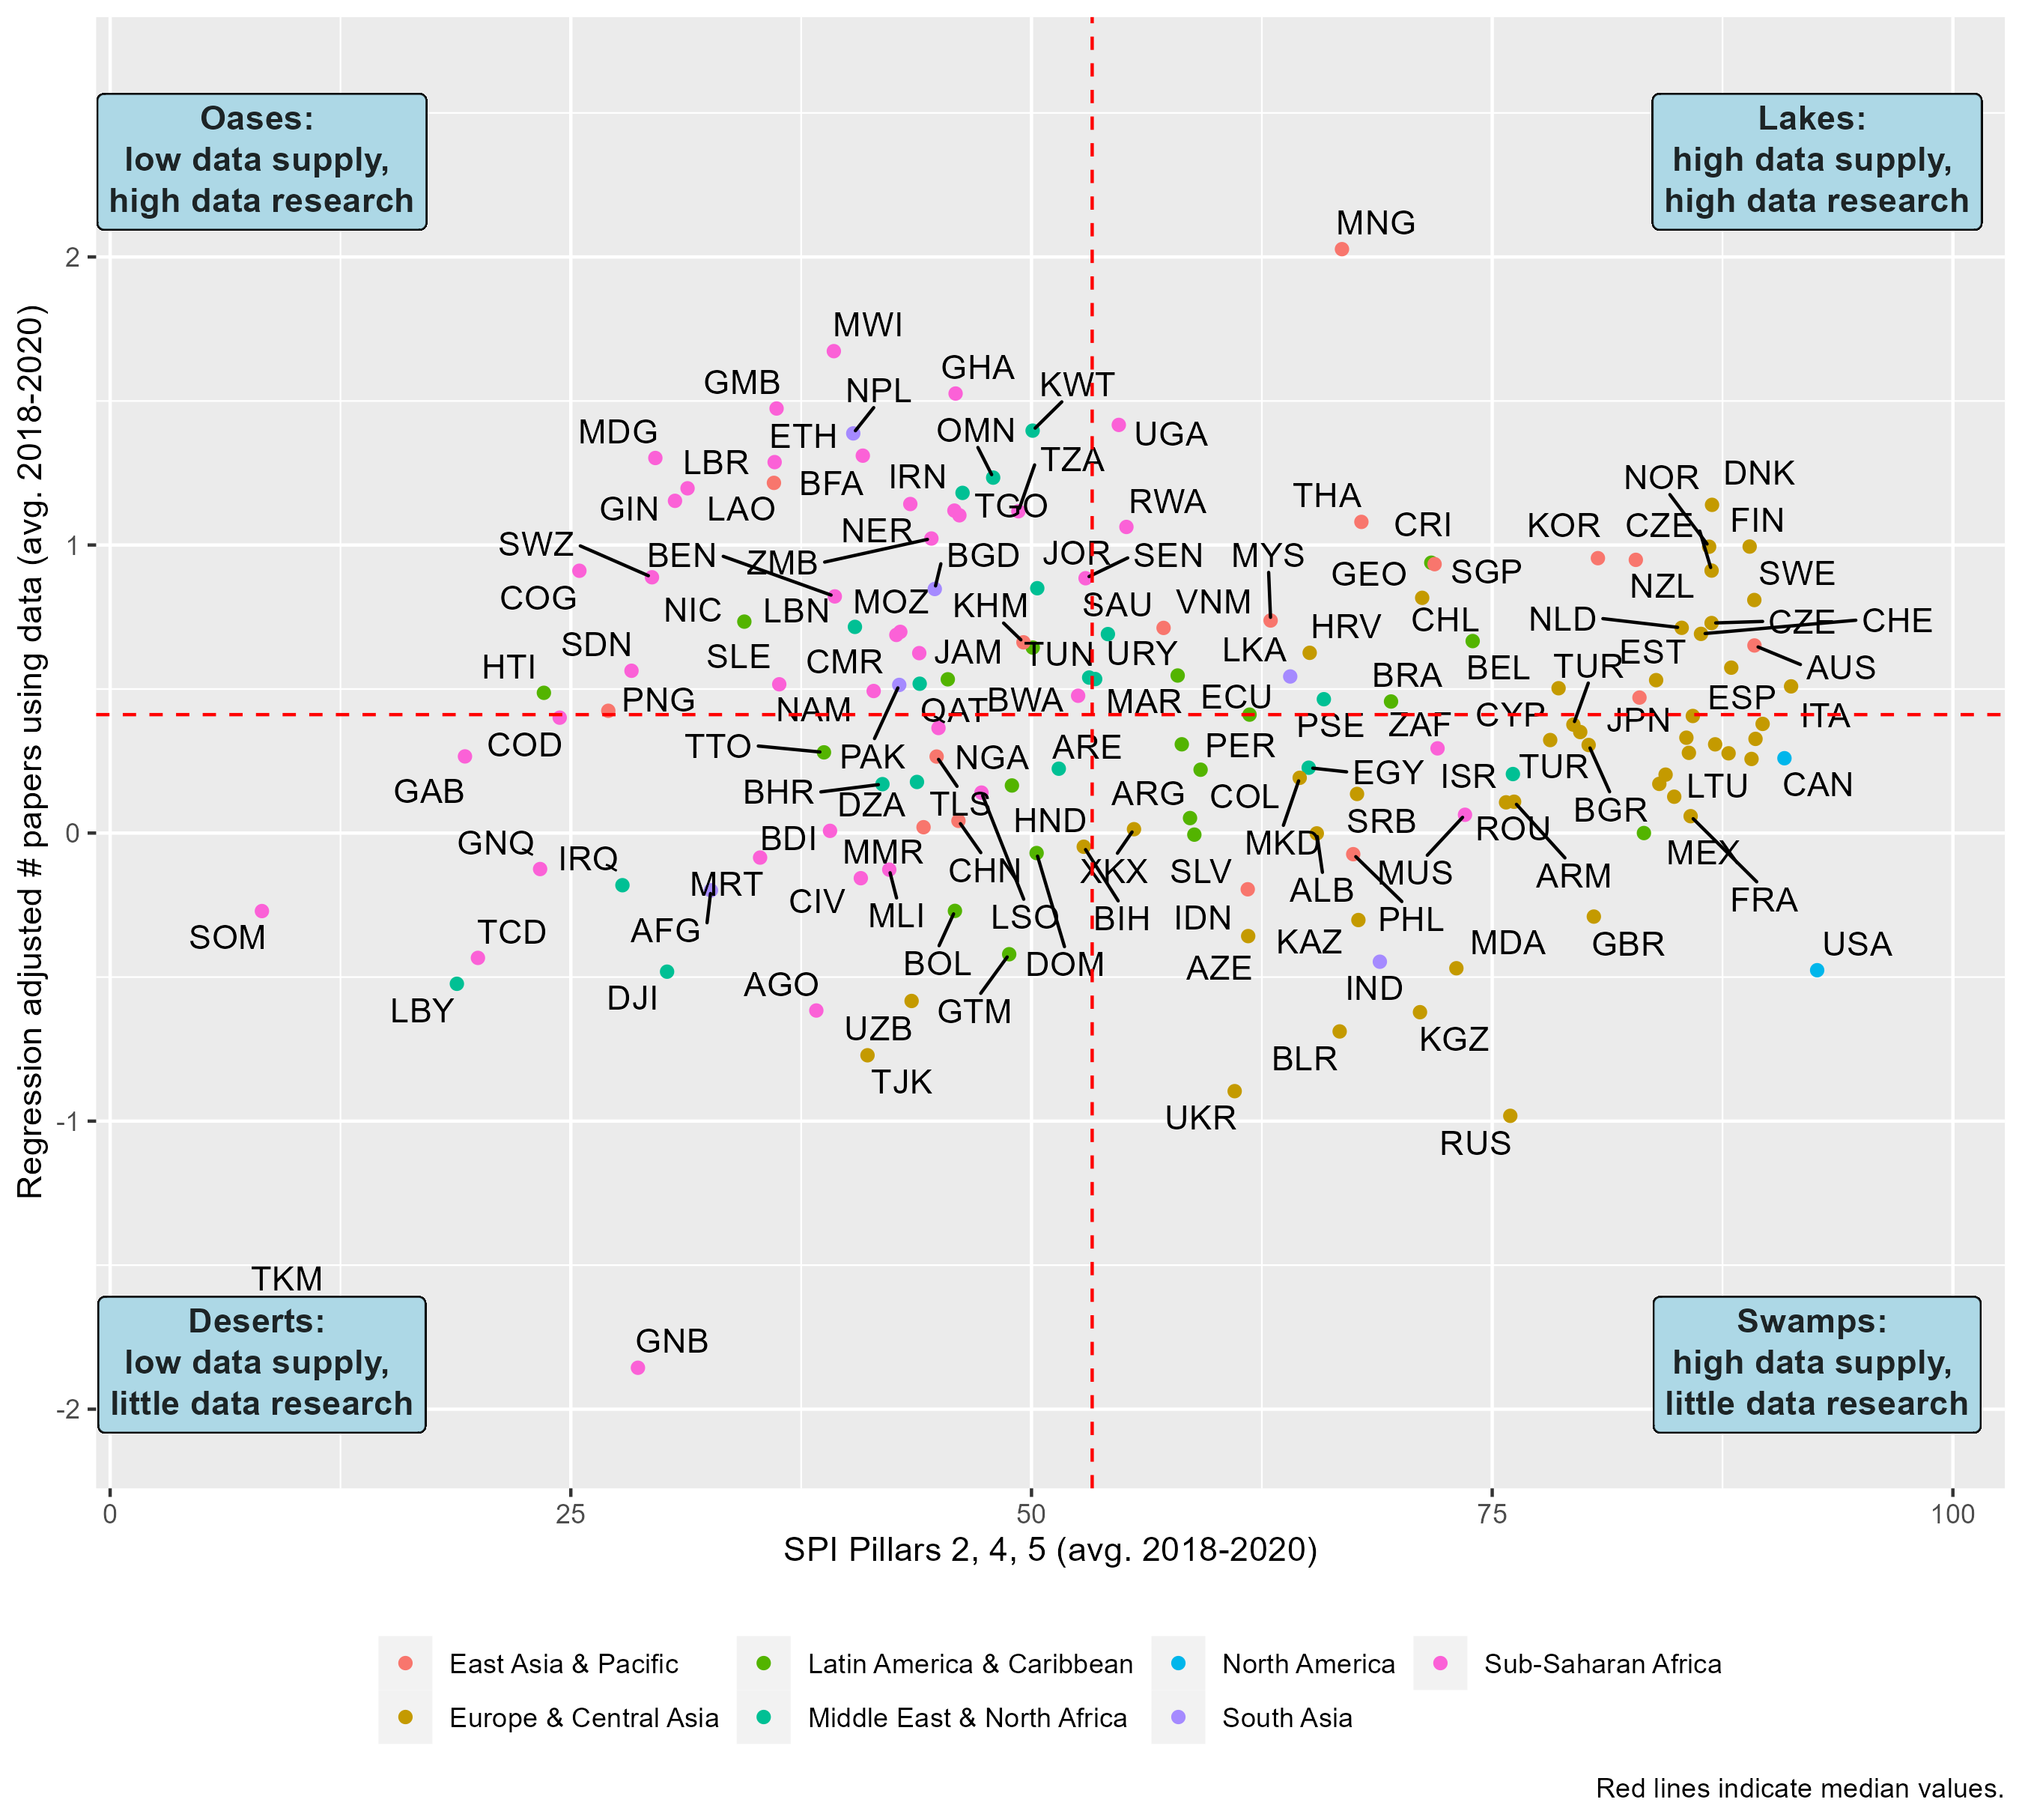 Oases:
low data supply,
high data research
Lakes:
high data supply,
high data research
MNG
2
MWI
GMB
GHA
NPL
KWT
MDG
ETH
OMN
UGA
LBR
BFA
IRN
TZA
GIN
LAO
TGO
RWA
THA
NOR
DNK
NER
CRI
KOR
CZE
FIN
1
SWZ
BEN
ZMB
BGD
JOR
SEN
MYS
GEO
SGP
NZL
SWE
COG
NIC
LBN
MOZ
KHM
SAU
VNM
HRV
CHL
NLD
CZE
CHE
SDN
SLE
CMR
JAM
TUN
URY
LKA
BEL
TUR
EST
AUS
HTI
PNG
NAM
QAT
BWA
MAR
ECU
BRA
CYP
ESP
ITA
JPN
COD
TTO
PAK
NGA
ARE
PER
PSE
ZAF
GAB
BHR
DZA
TLS
ARG
COL
EGY
ISR
TUR
BGR
LTU
CAN
0
GNQ
IRQ
BDI
MMR
HND
MKD
SRB
ROU
MEX
MRT
CHN
XKX
SLV
ALB
MUS
ARM
FRA
SOM
TCD
AFG
CIV
MLI
LSO
BIH
IDN
PHL
GBR
USA
LBY
DJI
AGO
BOL
DOM
AZE
KAZ
MDA
IND
UZB
GTM
KGZ
TJK
BLR
-1
UKR
RUS
TKM
Deserts:
low data supply,
little data research
GNB
Swamps:
high data supply,
little data research
-2
Regression adjusted # papers using data (avg. 2018-2020)
0
25
50
75
100
SPI Pillars 2, 4, 5 (avg. 2018-2020)
East Asia & Pacific
Latin America & Caribbean
North America
Sub-Saharan Africa
Europe & Central Asia
Middle East & North Africa
South Asia
Red lines indicate median values.